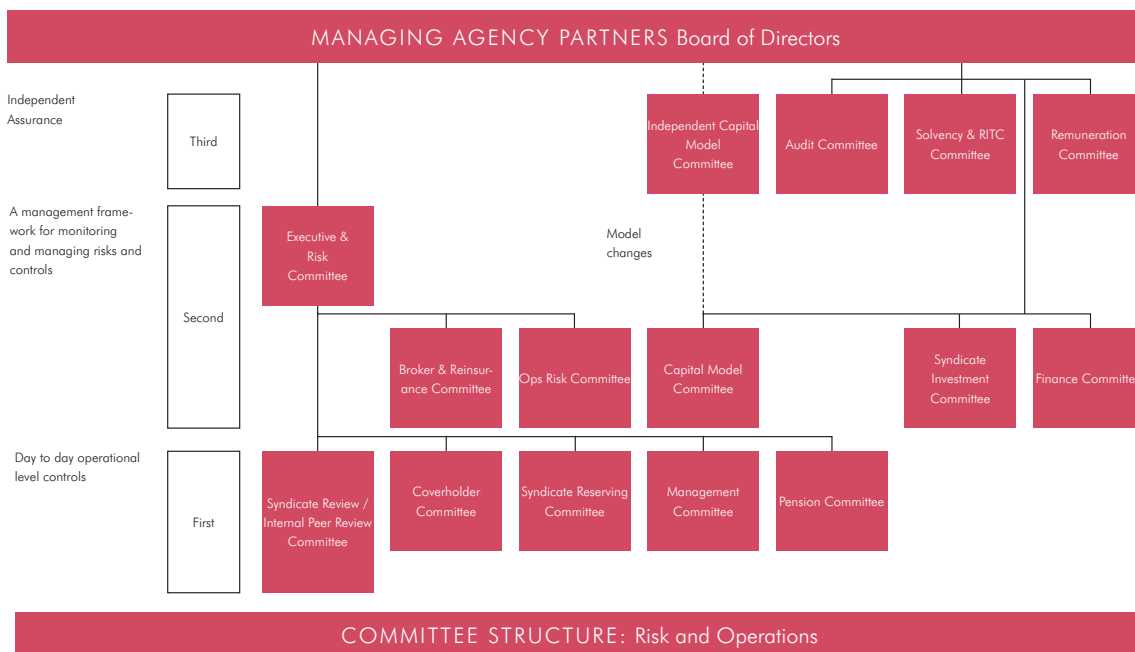 MANAGING AGENCY PARTNERS Board of Directors
Independent
Assurance
Third
Independent Capital
Model
Committee
Audit Committee
Solvency & RITC
Committee
Remuneration
Committee
A management frame-
work for monitoring
and managing risks and
controls
Second
Executive &
Risk
Committee
Model
changes
Broker & Reinsur-
ance Committee
Ops Risk Committee
Capital Model
Committee
Syndicate
Investment
Committee
Finance Committe
Day to day operational
level controls
First
Syndicate Review /
Internal Peer Review
Committee
Coverholder
Committee
Syndicate Reserving
Committee
Management
Committee
Pension Committee
COMMITTEE STRUCTURE: Risk and Operations